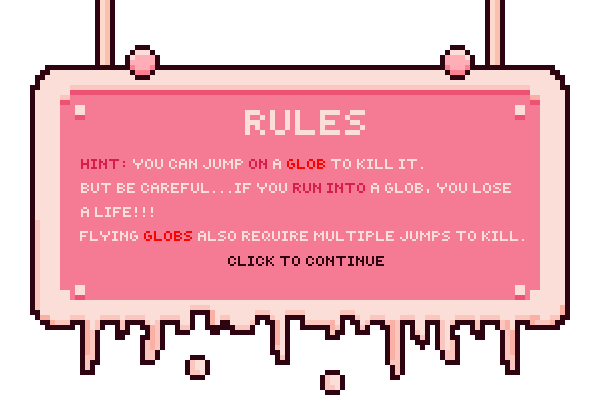 RULES
HINT: YOU CAN JUMP ON A GLOB TO KILL IT.
BUT BE CAREFUL...IF YOU RUN INTO A GLOB, YOU LOSE
A LIFE!!!
FLYING GLOBS ALSO REQUIRE MULTIPLE JUMPS TO KILL.
CLICK TO CONTINUE